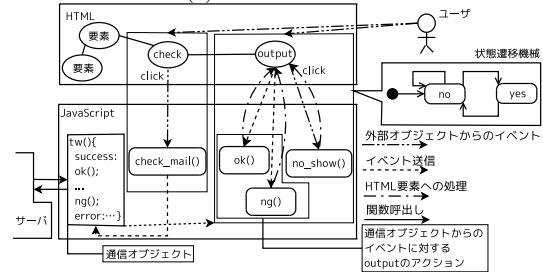 HTML
要素
要素
check
output
click
click
ユーザ
状態遷移機械
no
yes
JavaScript
tw(){
success:
ok();
...
ng();
error:…}
check_mail()
ok()
no_show()
ng()
サーバ
通信オブジェクト
外部オブジェクトからのイベント
イベント送信
HTML要素への処理
関数呼出し
通信オブジェクトからの
イベントに対する
outputのアクション